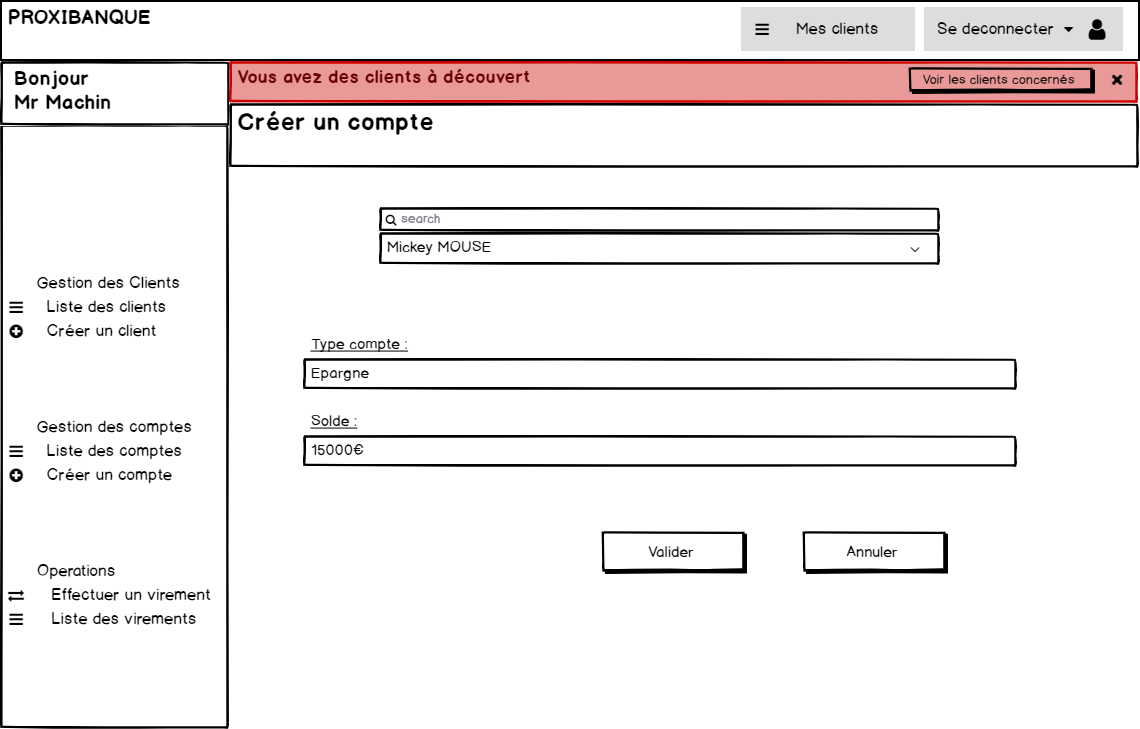 PROXIBANQUE
Mes clients
Se deconnecter
Bonjour
Mr Machin
Vous avez des clients à découvert
Voir les clients concernés
Créer un compte
search
Mickey MOUSE
Gestion des Clients
Liste des clients
Créer un client
Gestion des comptes
Liste des comptes
Créer un compte
Operations
Effectuer un virement
Liste des virements
Type compte :
Epargne
Solde :
15000€
Valider
Annuler